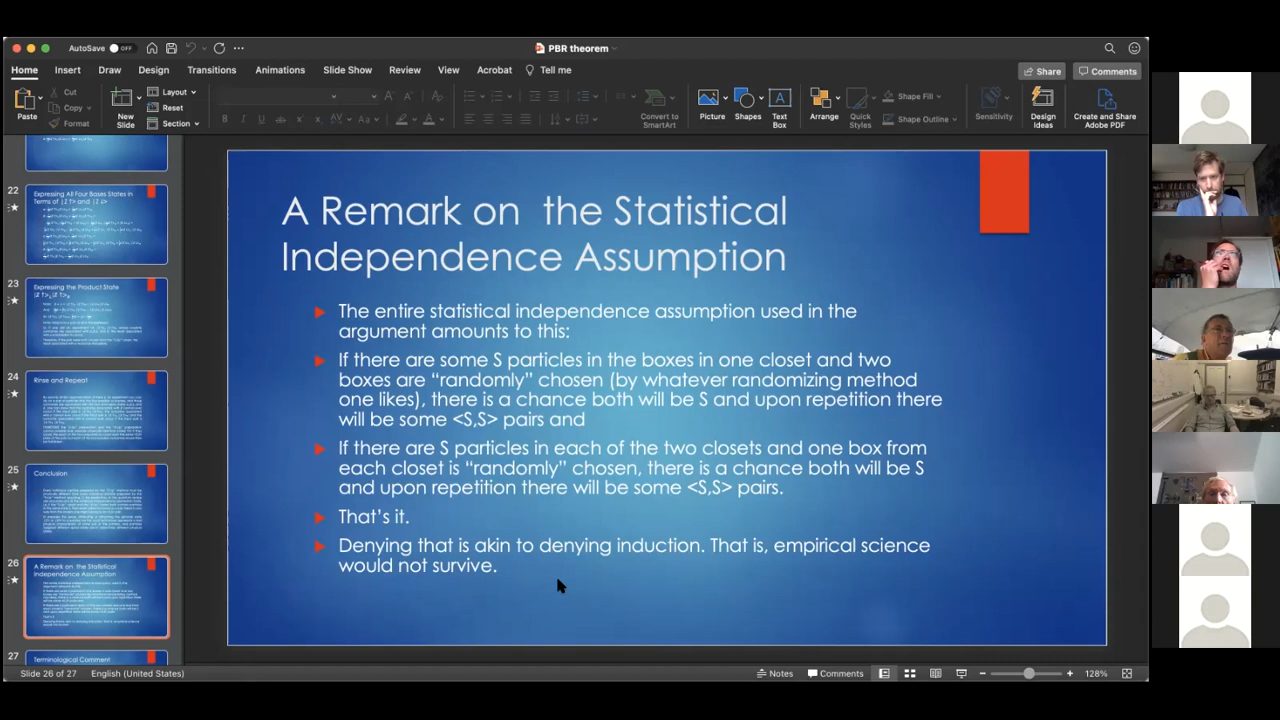 AutoSave OFF
PBR theorem
Home Insert Draw Design Transitions Animations Slide Show Review View Acrobat Tell me
Share Comments
Paste
Cut
Copy
Format
New Slide
Layout
Reset
Section
Convert to SmartArt
Picture
Shapes
Text Box
Arrange
Quick Styles
Shape Fill
Shape Outline
Sensitivity
Design Ideas
Create and Share Adobe PDF
22
Expressing All Four Bases States in
23
Expressing the Product State
24
Rinse and Repeat
25
Conclusion
26
A Remark on the Statistical
Independence Assumption
27
Terminological Comment
A Remark on the Statistical
Independence Assumption
The entire statistical independence assumption used in the
argument amounts to this:
If there are some S particles in the boxes in one closet and two
boxes are “randomly” chosen (by whatever randomizing method
one likes), there is a chance both will be S and upon repetition there
will be some <S,S> pairs and
If there are S particles in each of the two closets and one box from
each closet is “randomly” chosen, there is a chance both will be S
and upon repetition there will be some <S,S> pairs.
That’s it.
Denying that is akin to denying induction. That is, empirical science
would not survive.
Slide 26 of 27 English (United States)
Notes Comments 128%